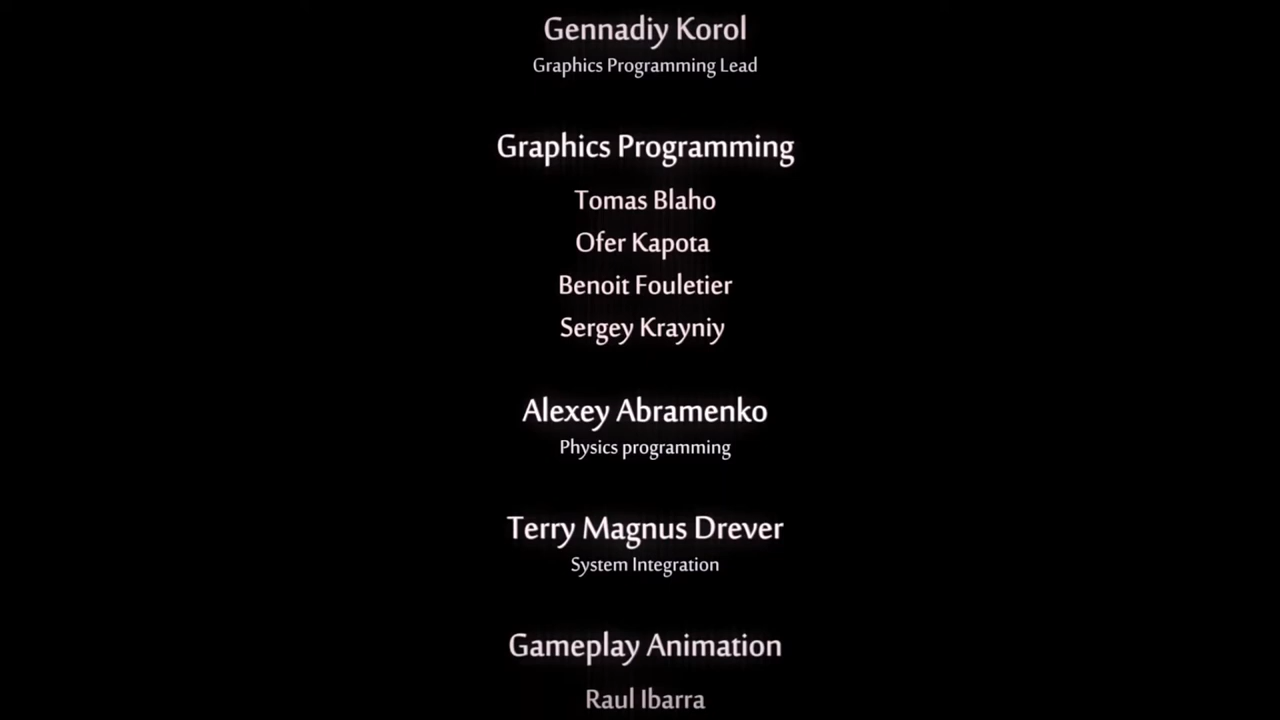 Gennadiy Korol
Graphics Programming Lead
Graphics Programming
Tomas Blaho
Ofer Kapota
Benoit Fouletier
Sergey Krayniy
Alexey Abramenko
Physics programming
Terry Magnus Drever
System Integration
Gameplay Animation
Raul Ibarra